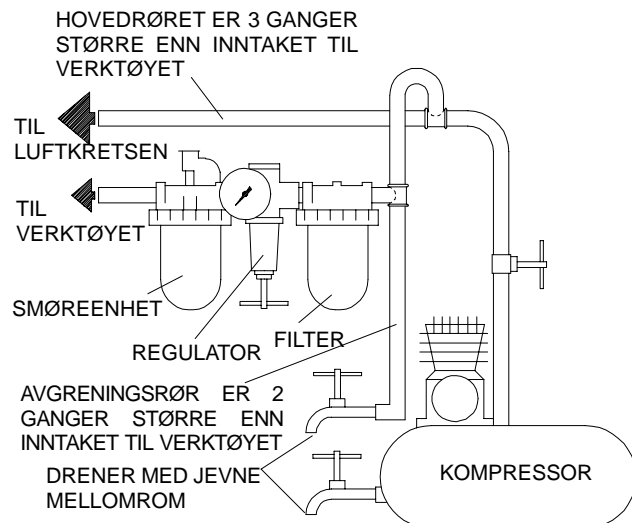 HOVEDRØRET ER 3 GANGER
STØRRE ENN INNTAKET TIL
VERKTØYET
TIL
LUFTKRETSEN
TIL
VERKTØYET
SMØREENHET
REGULATOR
FILTER
AVGRENINGSRØR ER 2
GANGER STØRRE ENN
INNTAKET TIL VERKTØYET
DRENER MED JEVNE
MELLOMROM
KOMPRESSOR